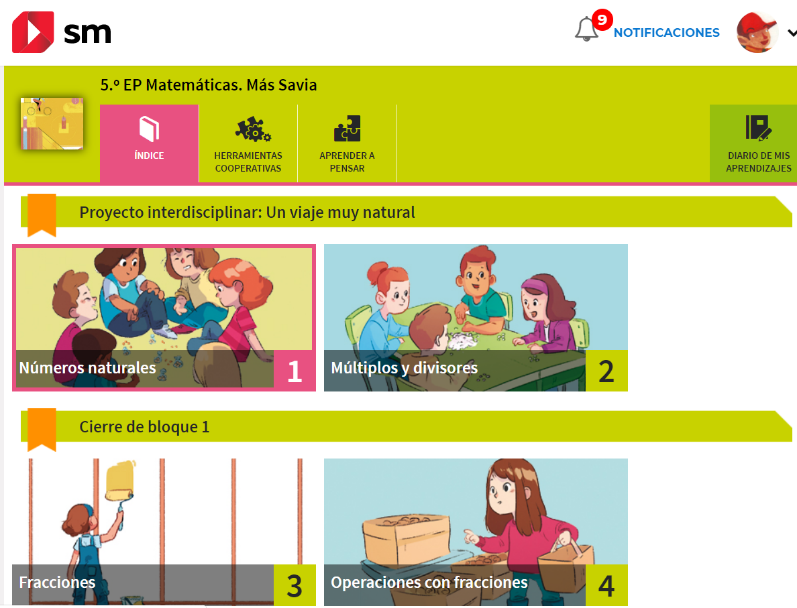 sm
9
NOTIFICACIONES
5.º EP Matemáticas. Más Savia
ÍNDICE
HERRAMIENTAS
COOPERATIVAS
APRENDER A
PENSAR
DIARIO DE MIS
APRENDIZAJES
Proyecto interdisciplinar: Un viaje muy natural
Números naturales 1
Múltiplos y divisores 2
Cierre de bloque 1
Fracciones 3
Operaciones con fracciones 4